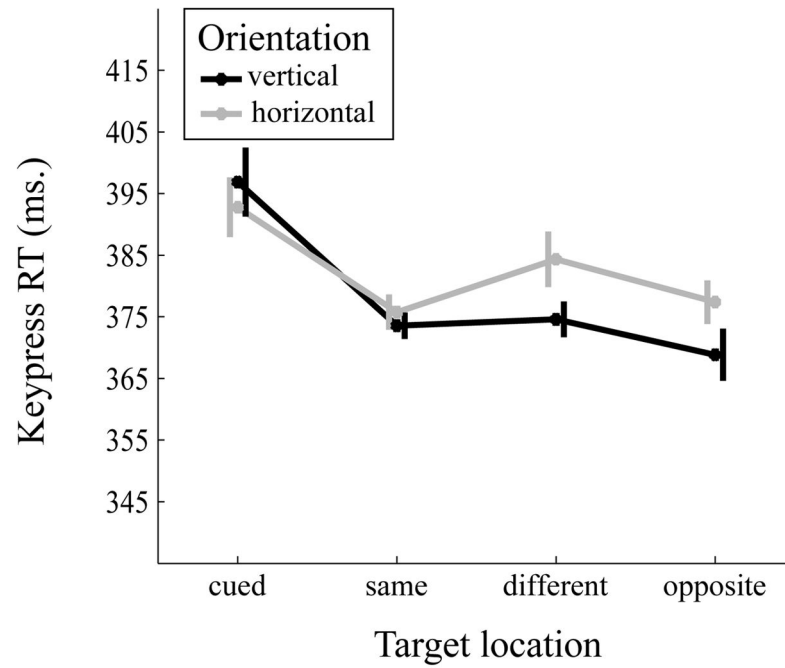 Orientation
vertical
horizontal
415
405
395
385
375
365
355
345
Keypress RT (ms.)
cued same different opposite
Target location